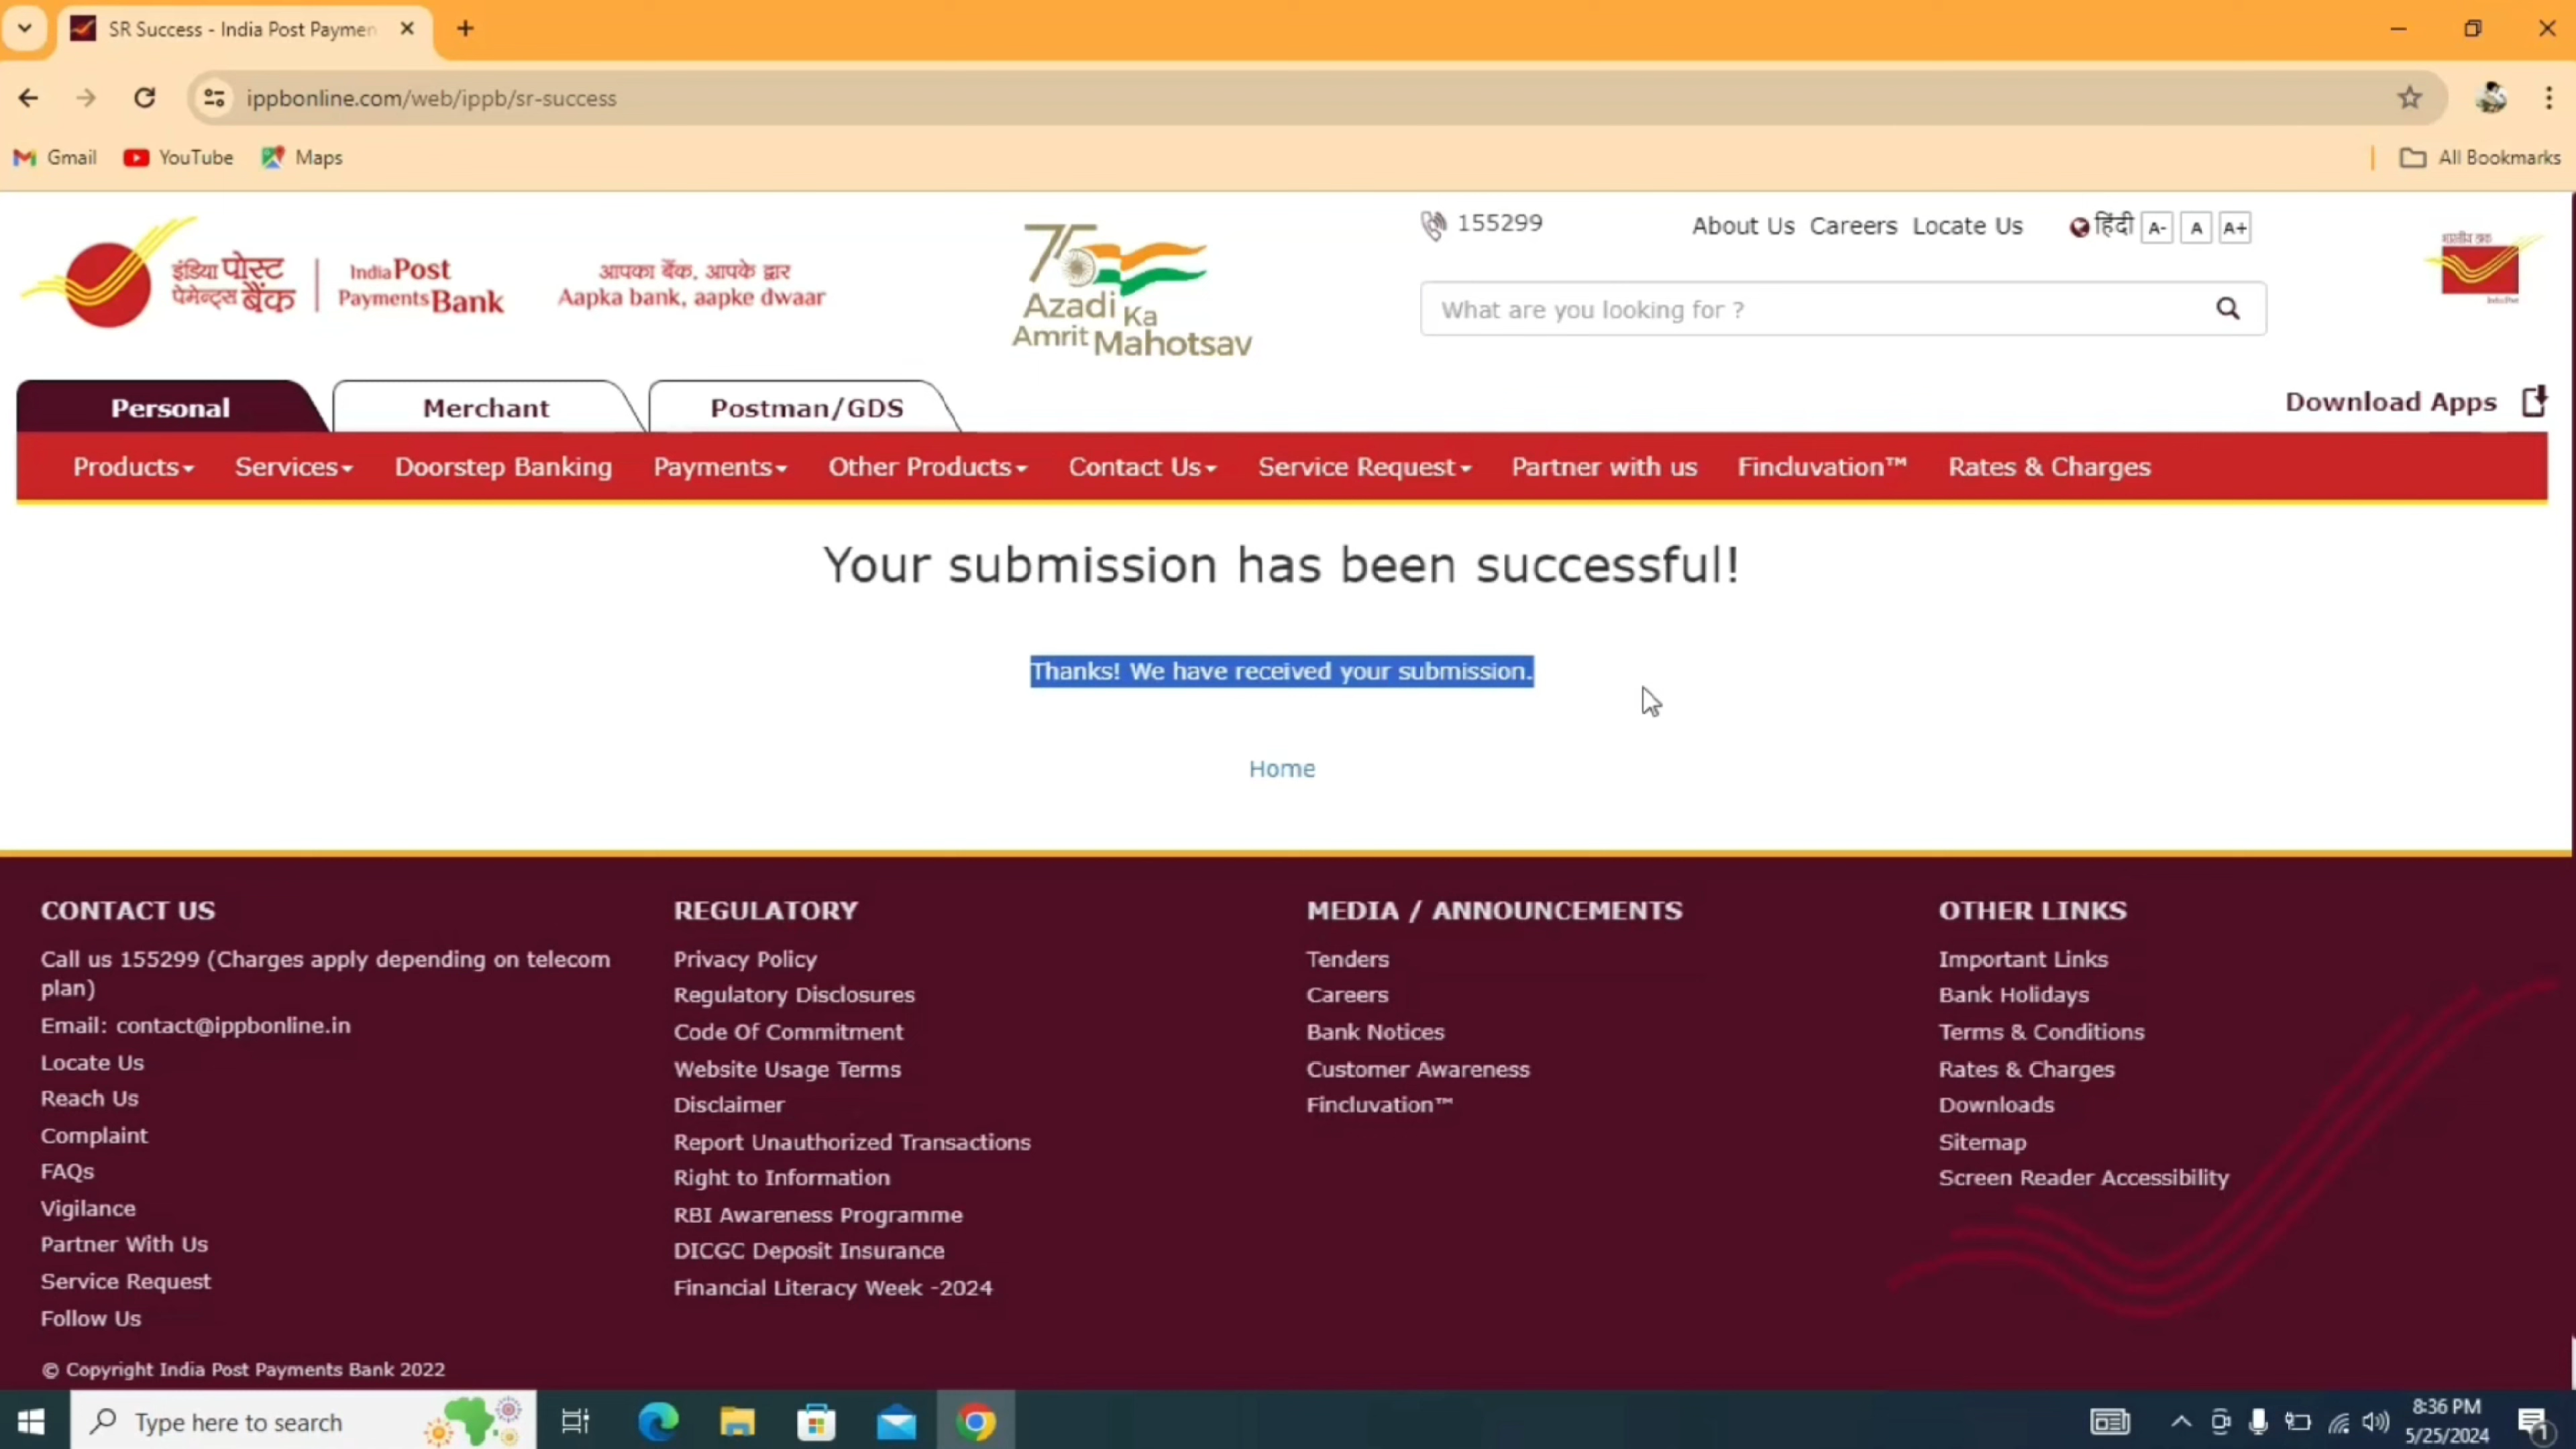 SR Success - India Post Paymen
ippbonline.com/web/ippb/sr-success
Gmail
YouTube
Maps
All Bookmarks
इंडिया पोस्ट
पेमेन्ट्स बैंक
India Post
Payments Bank
आपका बैंक, आपके द्वार
Aapka bank, aapke dwaar
75
Azadi Ka
Amrit Mahotsav
155299
About Us Careers Locate Us
हिंदी A- A A+
What are you looking for ?
भारतीय डाक
India Post
Personal
Merchant
Postman/GDS
Download Apps
Products
Services
Doorstep Banking
Payments
Other Products
Contact Us
Service Request
Partner with us
Fincluvation™
Rates & Charges
Your submission has been successful!
Thanks! We have received your submission.
Home
CONTACT US
Call us 155299 (Charges apply depending on telecom
plan)
Email: contact@ippbonline.in
Locate Us
Reach Us
Complaint
FAQs
Vigilance
Partner With Us
Service Request
Follow Us
REGULATORY
Privacy Policy
Regulatory Disclosures
Code Of Commitment
Website Usage Terms
Disclaimer
Report Unauthorized Transactions
Right to Information
RBI Awareness Programme
DICGC Deposit Insurance
Financial Literacy Week -2024
MEDIA / ANNOUNCEMENTS
Tenders
Careers
Bank Notices
Customer Awareness
Fincluvation™
OTHER LINKS
Important Links
Bank Holidays
Terms & Conditions
Rates & Charges
Downloads
Sitemap
Screen Reader Accessibility
© Copyright India Post Payments Bank 2022
Type here to search
8:36 PM
5/25/2024
1